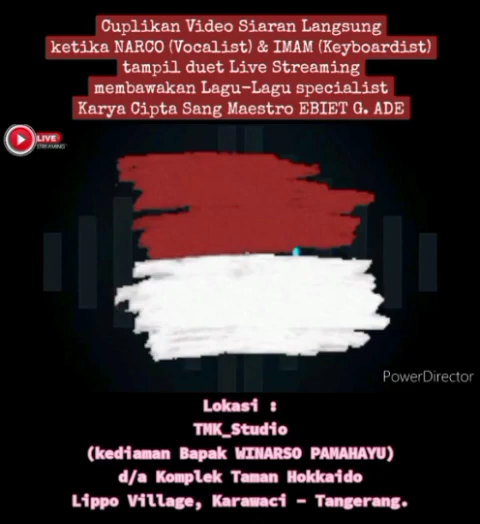 Cuplikan Video Siaran Langsung
ketika NARCO (Vocalist) & IMAM (Keyboardist)
tampil duet Live Streaming
membawakan Lagu-Lagu specialist
Karya Cipta Sang Maestro EBIET G. ADE
LIVE
STREAMING
PowerDirector
Lokasi :
TMK_Studio
(kediaman Bapak WINARSO PAMAHAYU)
d/a Komplek Taman Hokkaido
Lippo Village, Karawaci - Tangerang.